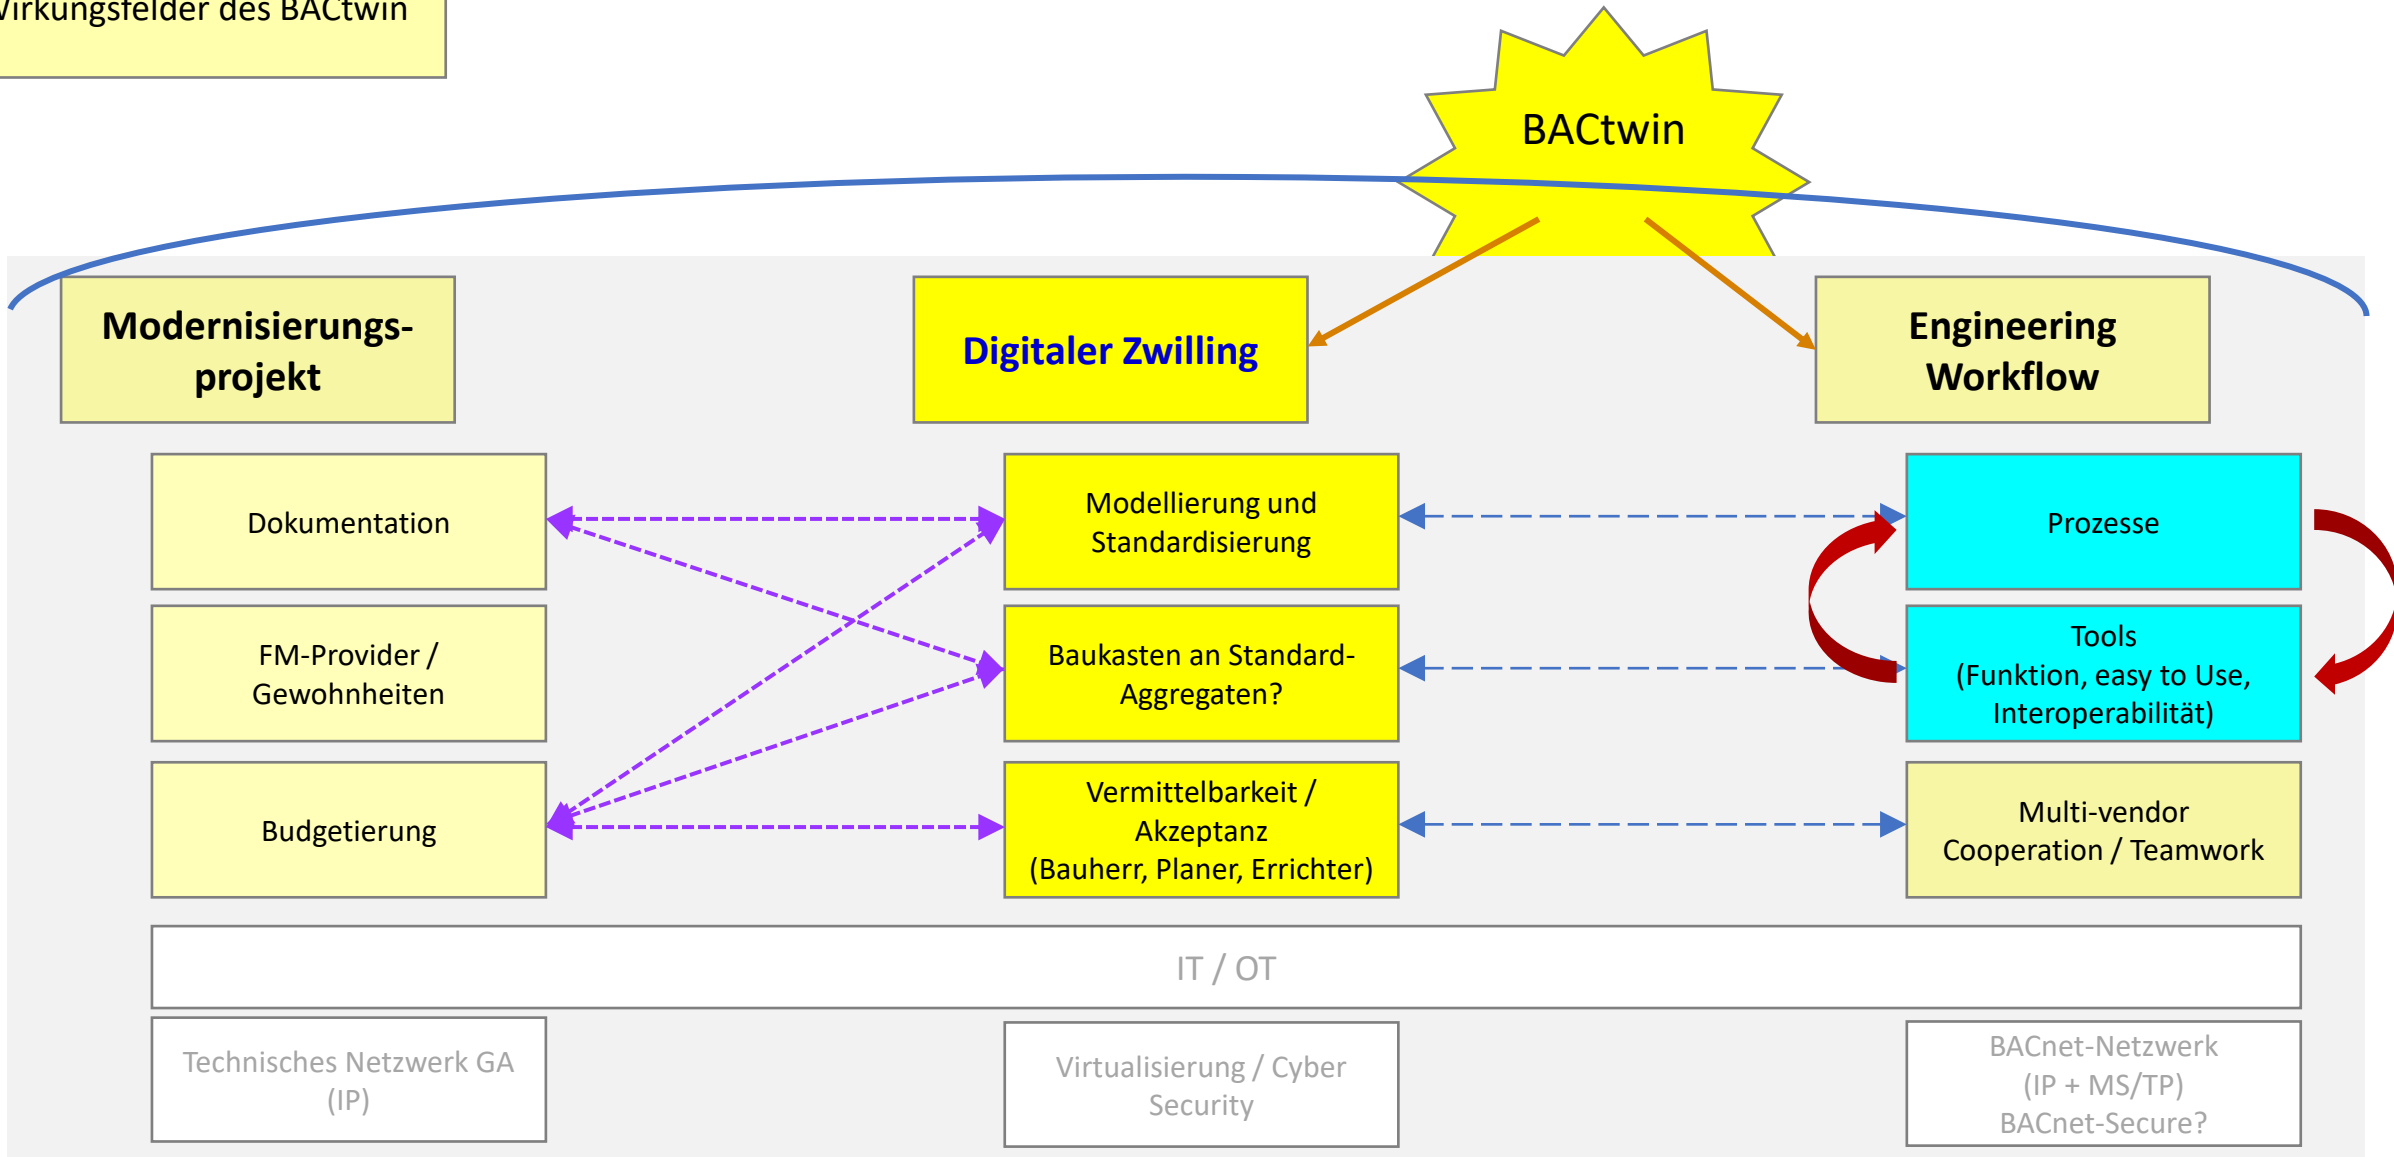 Wirkungsfelder des BACtwin
BACtwin
Modernisierungs-
projekt
Digitaler Zwilling
Engineering
Workflow
Dokumentation
Modellierung und
Standardisierung
Prozesse
FM-Provider /
Gewohnheiten
Baukasten an Standard-
Aggregaten?
Tools
(Funktion, easy to Use,
Interoperabilität)
Budgetierung
Vermittelbarkeit /
Akzeptanz
(Bauherr, Planer, Errichter)
Multi-vendor
Cooperation / Teamwork
IT / OT
Technisches Netzwerk GA
(IP)
Virtualisierung / Cyber
Security
BACnet-Netzwerk
(IP + MS/TP)
BACnet-Secure?